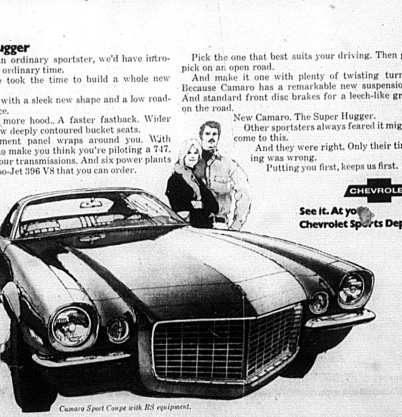 ugger
n ordinary sportster, we'd have intro-
ordinary time.
e took the time to build a whole new
with a sleek new shape and a low road-
ce.
more hood. A faster fastback. Wider
w deeply contoured bucket seats.
ment panel wraps around you. With
o make you think you're piloting a 747.
our transmissions. And six power plants
o-Jet 396 V8 that you can order.
Pick the one that best suits your driving. Then
pick on an open road.
And make it one with plenty of twisting turn
Because Camaro has a remarkable new suspensio
And standard front disc brakes for a leech-like gr
on the road.
New Camaro. The Super Hugger.
Other sportsters always feared it mig
come to this.
And they were right. Only their ti
ing was wrong.
Putting you first, keeps us first.
CHEVROLE
See it. At yo
Chevrolet Sports Dep
Camaro Sport Coupe with RS equipment.